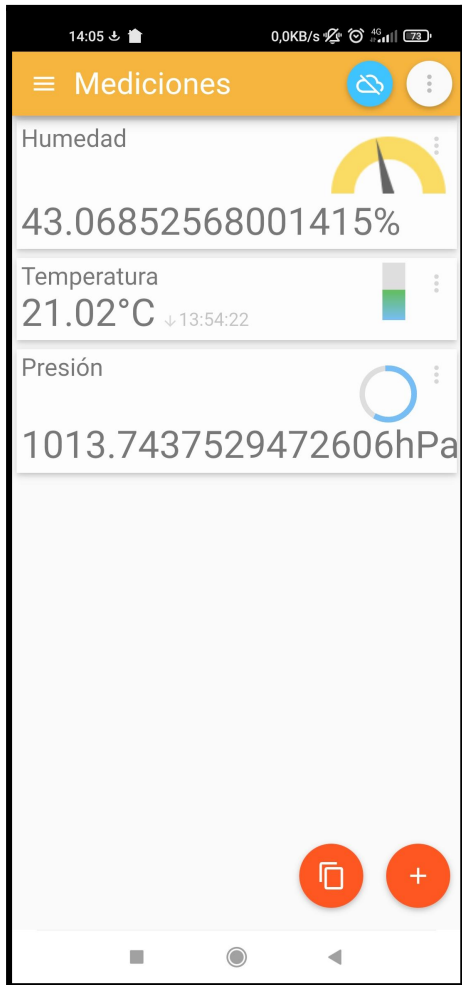 14:05 0,0KB/s 4G 73
Mediciones
Humedad
43.06852568001415%
Temperatura
21.02°C ↓13:54:22
Presión
1013.7437529472606hPa